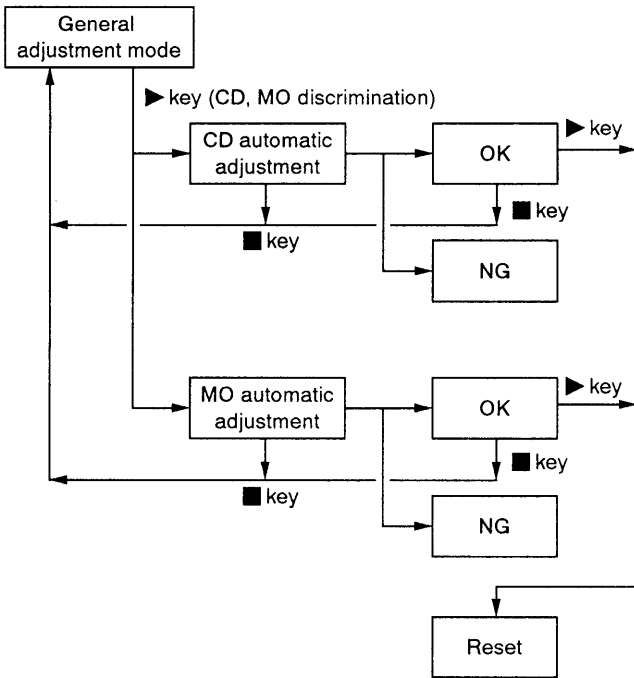 General
adjustment mode
▶ key (CD, MO discrimination)
CD automatic
adjustment
OK
▶ key
■ key
■ key
NG
MO automatic
adjustment
OK
▶ key
■ key
■ key
NG
Reset